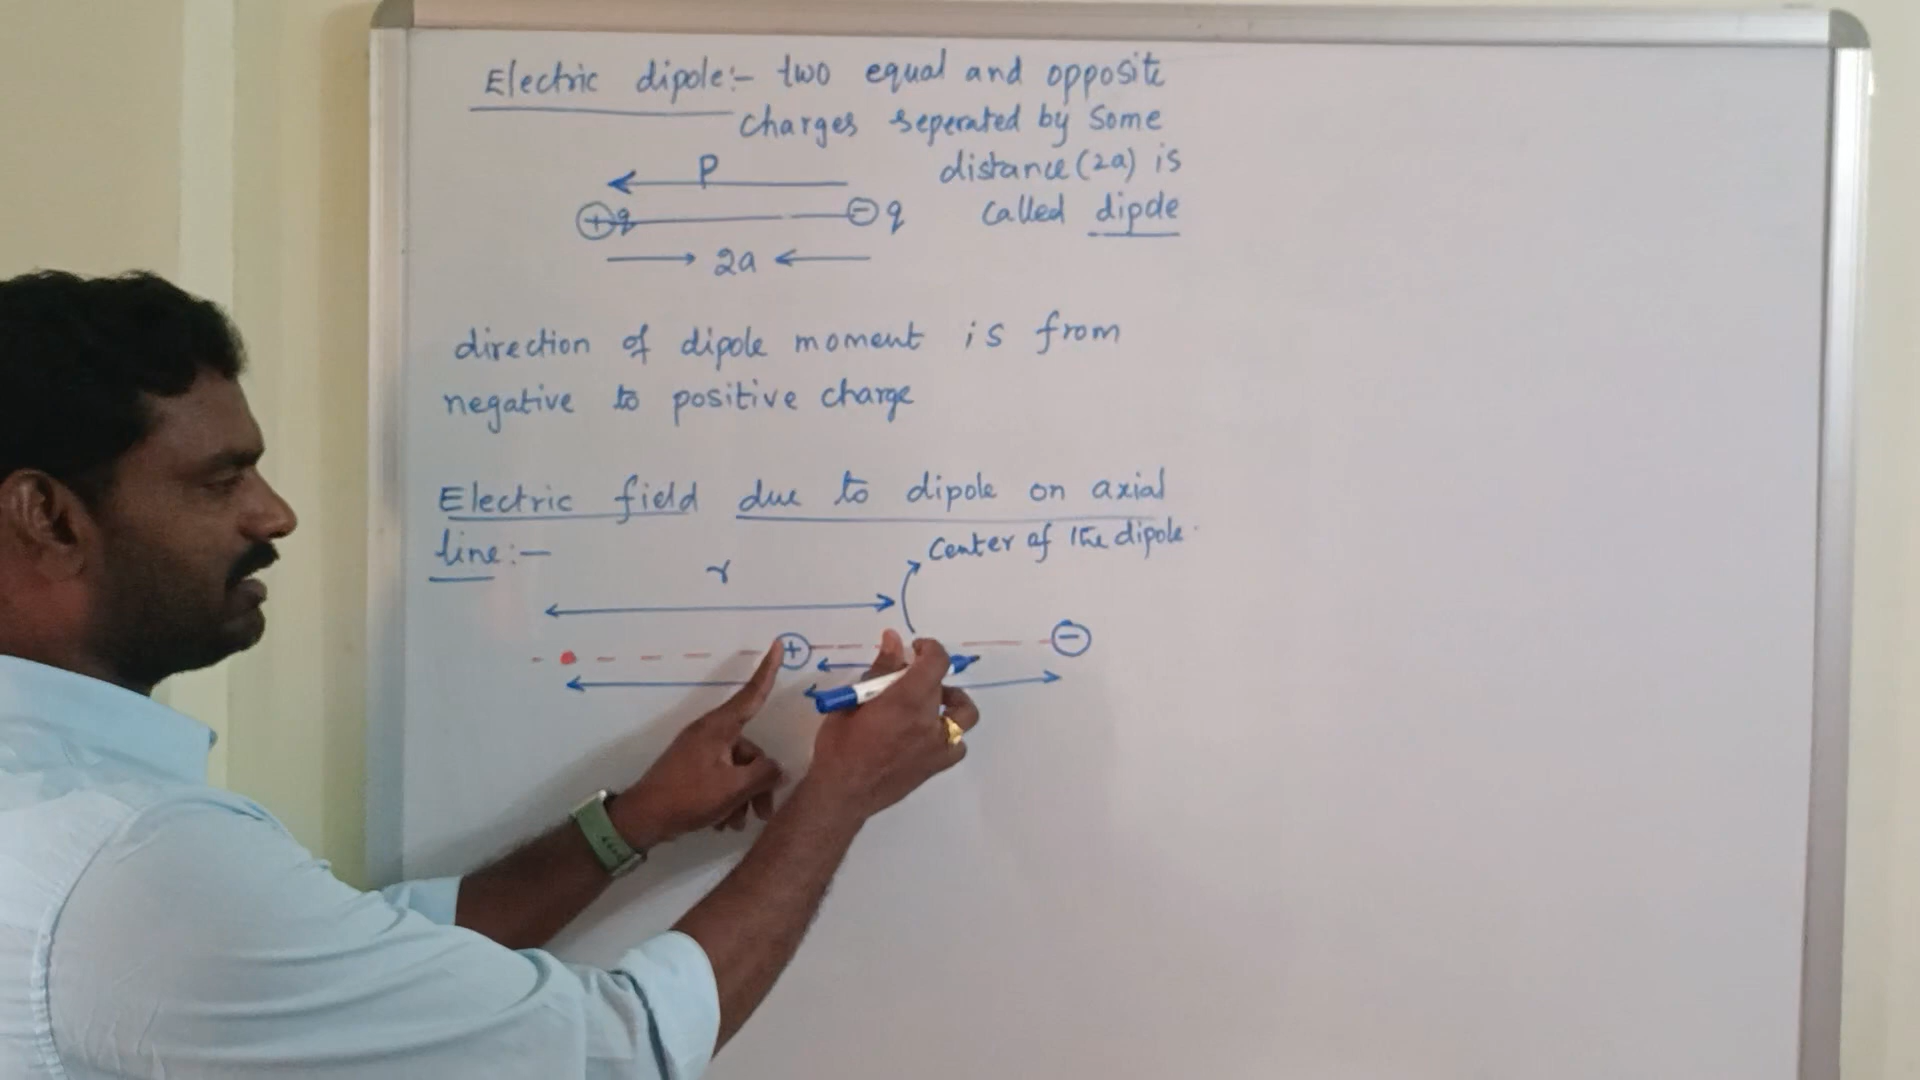 Electric dipole:- two equal and opposite
charges seperated by some
distance (2a) is
called dipole
P
+ q - q
2a
direction of dipole moment is from
negative to positive charge
Electric field due to dipole on axial
line:-
center of the dipole.
r
+ -